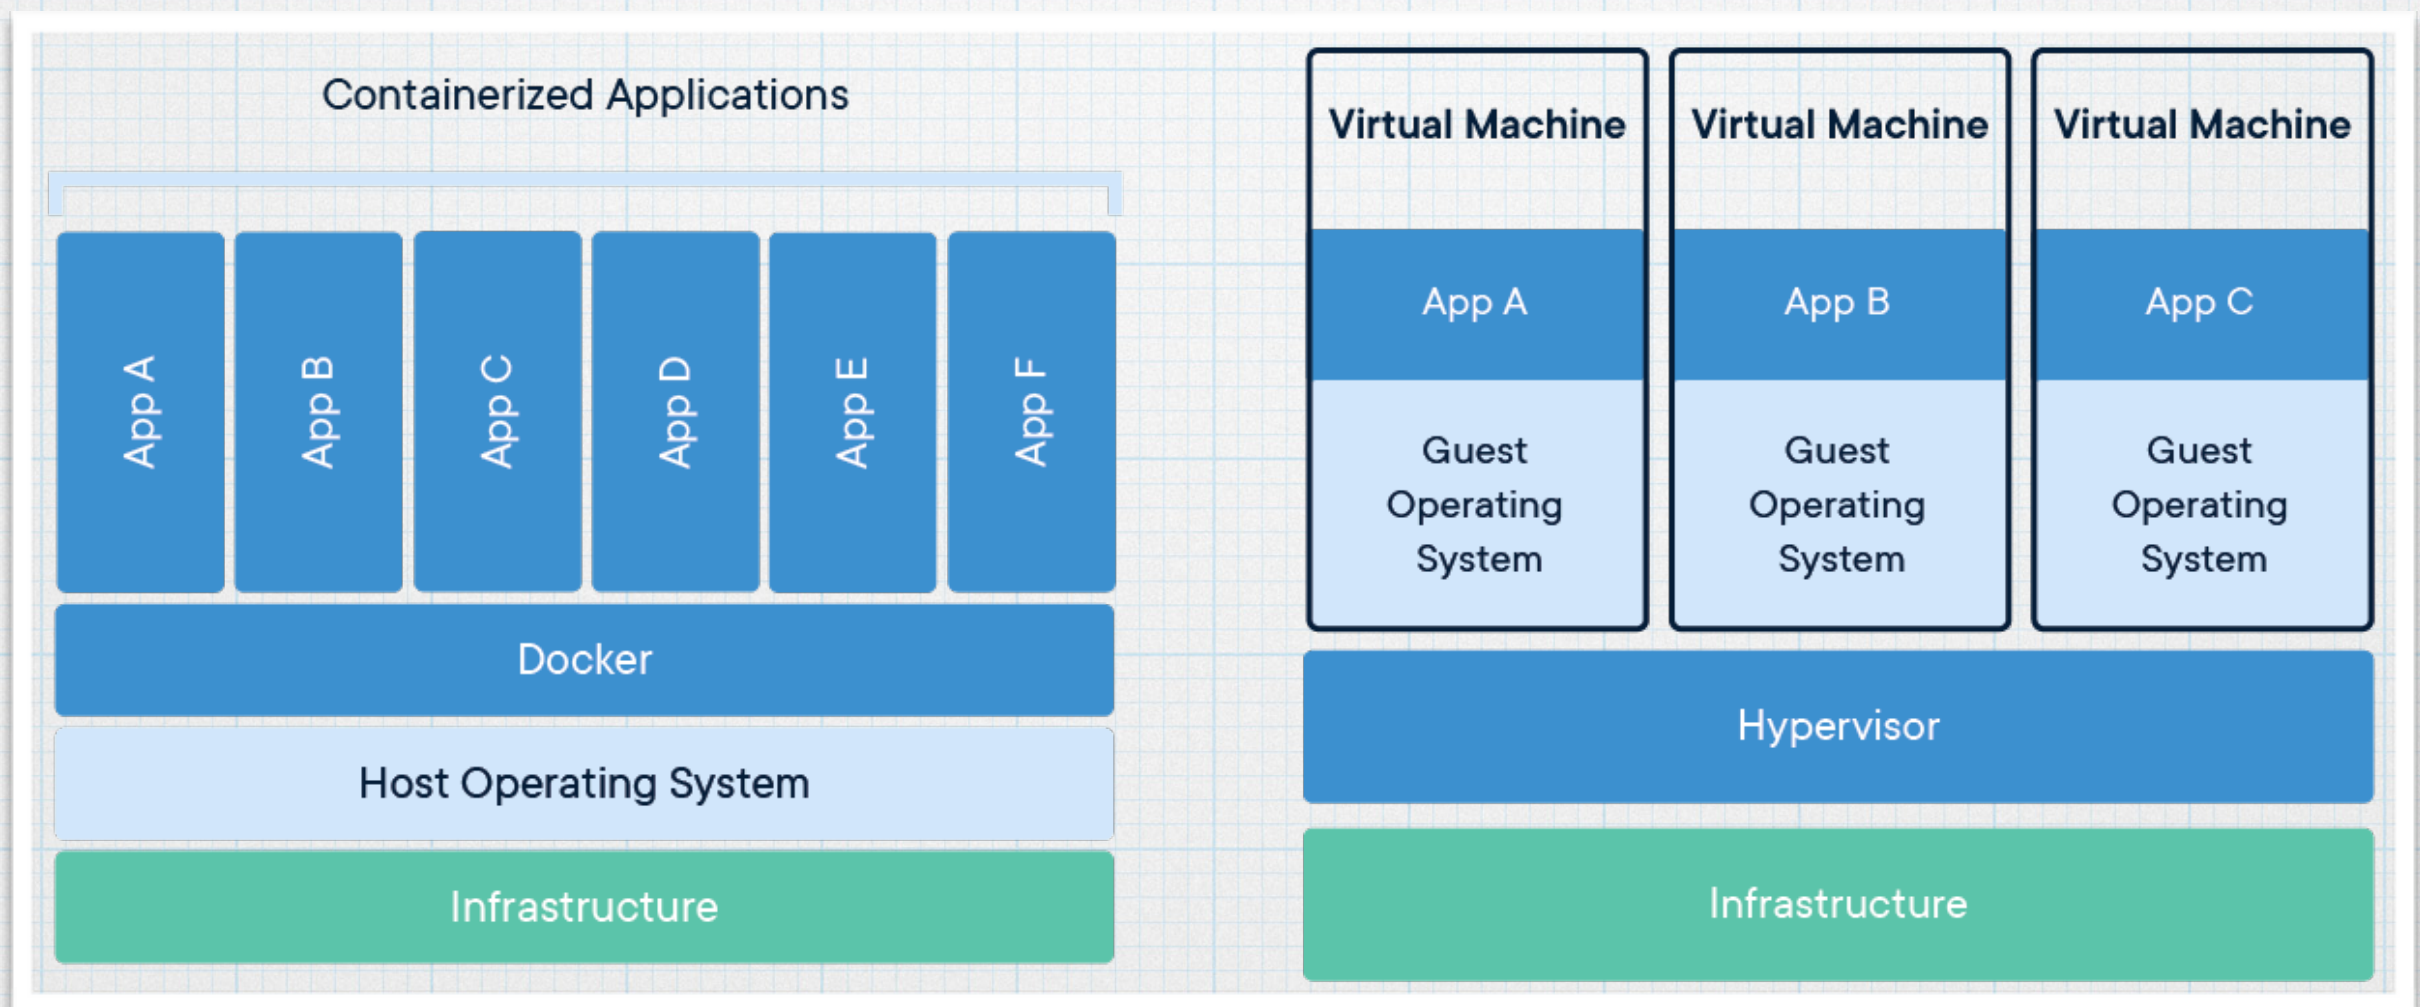 Containerized Applications
App A
App B
App C
App D
App E
App F
Docker
Host Operating System
Infrastructure
Virtual Machine
App A
Guest
Operating
System
Virtual Machine
App B
Guest
Operating
System
Virtual Machine
App C
Guest
Operating
System
Hypervisor
Infrastructure